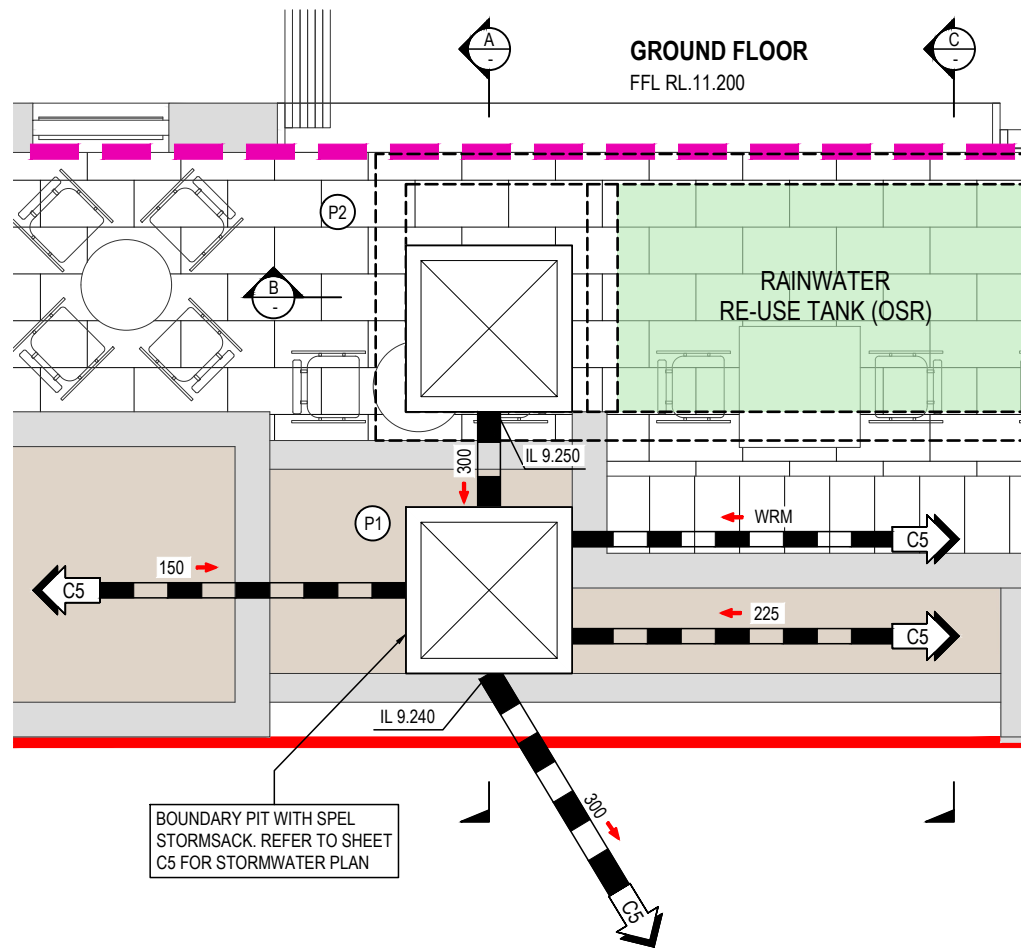 A
-
GROUND FLOOR
FFL RL.11.200
C
-
P2
B
-
RAINWATER
RE-USE TANK (OSR)
IL 9.250
300
P1
WRM
C5
150
C5
225
C5
IL 9.240
300
C5
BOUNDARY PIT WITH SPEL
STORMSACK. REFER TO SHEET
C5 FOR STORMWATER PLAN